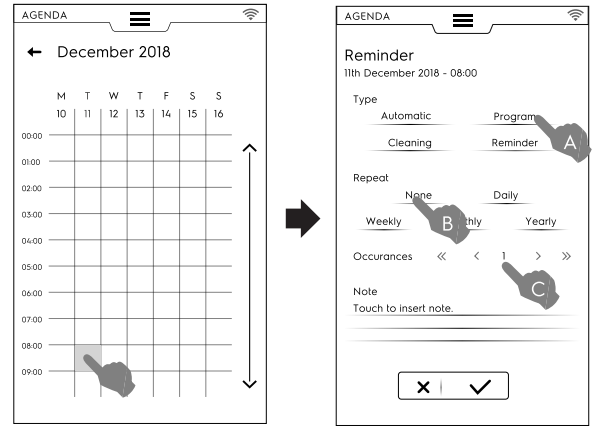 AGENDA
December 2018
M T W T F S S
10 11 12 13 14 15 16
00:00
01:00
02:00
03:00
04:00
05:00
06:00
07:00
08:00
09:00
AGENDA
Reminder
11th December 2018 - 08:00
Type
Automatic Program
A
Cleaning Reminder
Repeat
None Daily
B
Weekly thly Yearly
Occurances << < 1 > >>
C
Note
Touch to insert note.